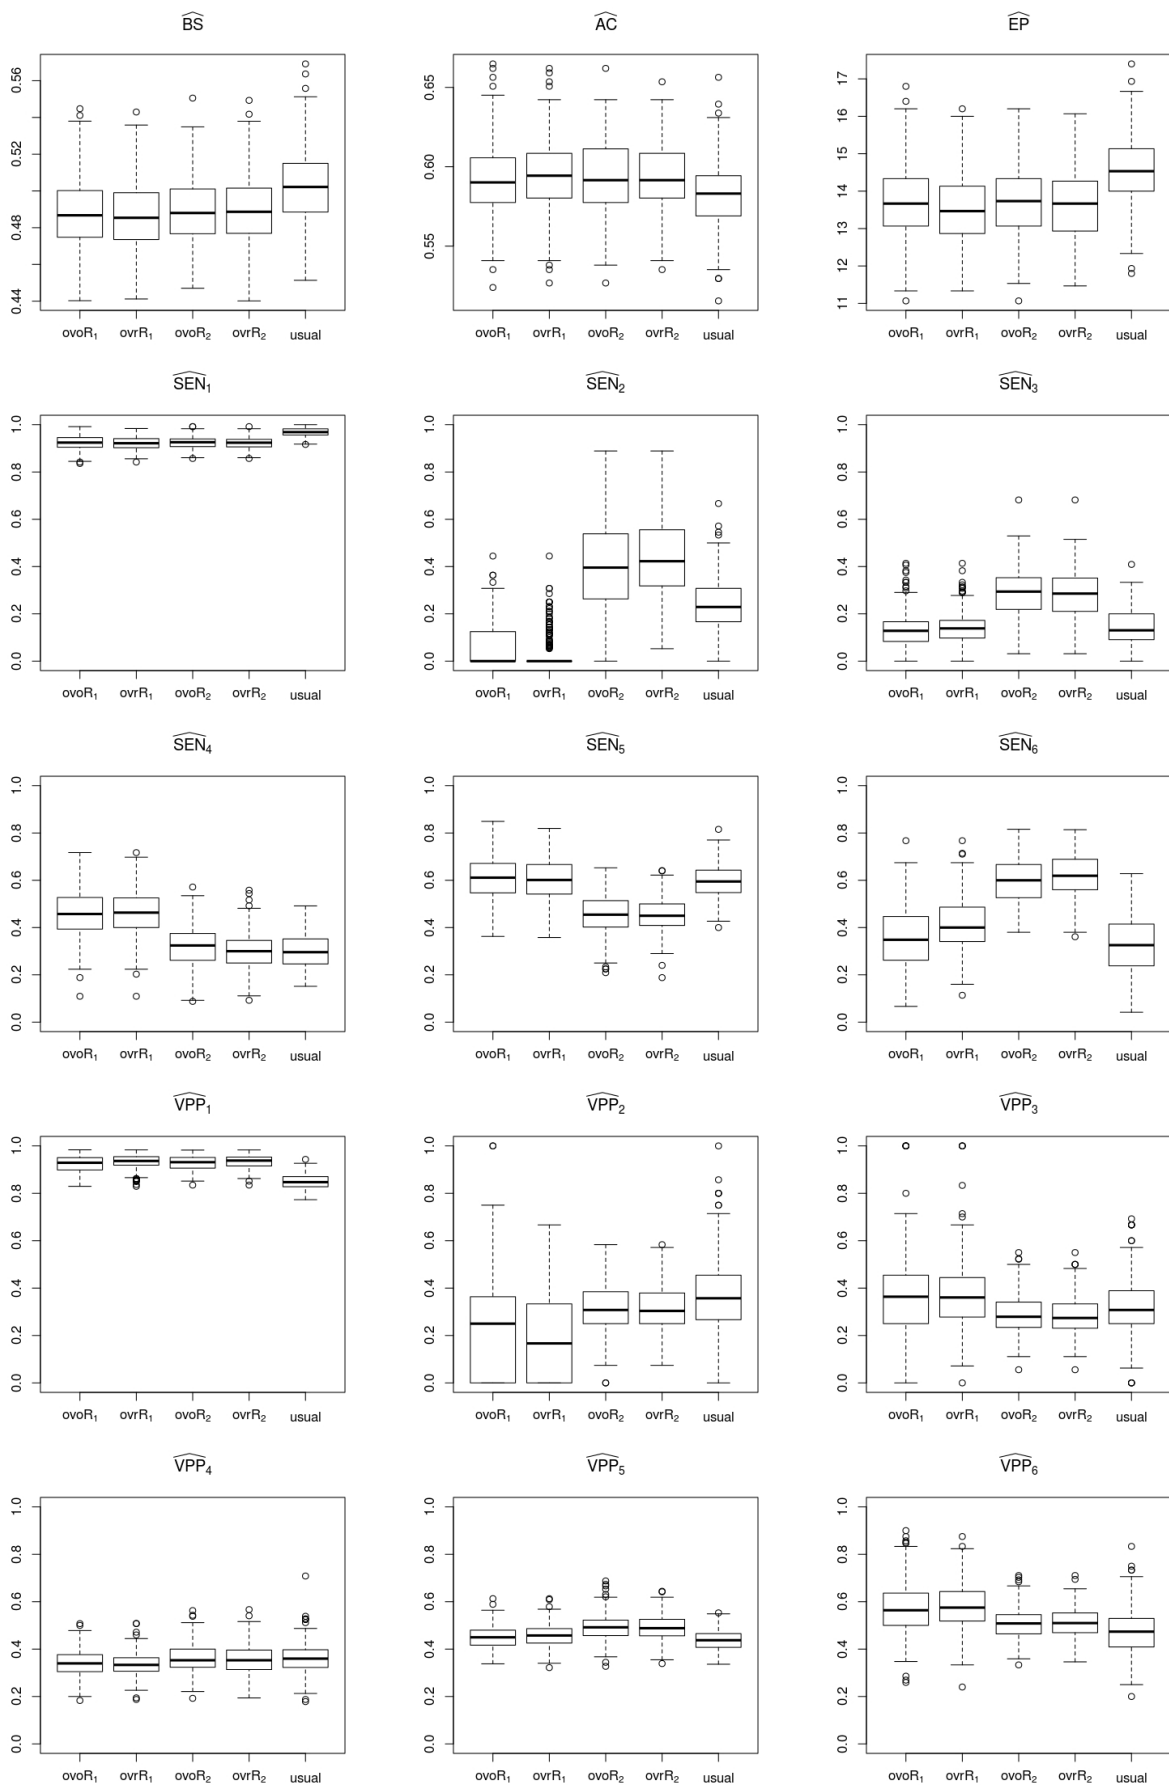 BS AC EP
0.44 0.48 0.52 0.56
0.55 0.60 0.65
11 12 13 14 15 16 17
ovoR₁ ovrR₁ ovoR₂ ovrR₂ usual
ovoR₁ ovrR₁ ovoR₂ ovrR₂ usual
ovoR₁ ovrR₁ ovoR₂ ovrR₂ usual
SEN₁ SEN₂ SEN₃
0.0 0.2 0.4 0.6 0.8 1.0
0.0 0.2 0.4 0.6 0.8 1.0
0.0 0.2 0.4 0.6 0.8 1.0
ovoR₁ ovrR₁ ovoR₂ ovrR₂ usual
ovoR₁ ovrR₁ ovoR₂ ovrR₂ usual
ovoR₁ ovrR₁ ovoR₂ ovrR₂ usual
SEN₄ SEN₅ SEN₆
0.0 0.2 0.4 0.6 0.8 1.0
0.0 0.2 0.4 0.6 0.8 1.0
0.0 0.2 0.4 0.6 0.8 1.0
ovoR₁ ovrR₁ ovoR₂ ovrR₂ usual
ovoR₁ ovrR₁ ovoR₂ ovrR₂ usual
ovoR₁ ovrR₁ ovoR₂ ovrR₂ usual
VPP₁ VPP₂ VPP₃
0.0 0.2 0.4 0.6 0.8 1.0
0.0 0.2 0.4 0.6 0.8 1.0
0.0 0.2 0.4 0.6 0.8 1.0
ovoR₁ ovrR₁ ovoR₂ ovrR₂ usual
ovoR₁ ovrR₁ ovoR₂ ovrR₂ usual
ovoR₁ ovrR₁ ovoR₂ ovrR₂ usual
VPP₄ VPP₅ VPP₆
0.0 0.2 0.4 0.6 0.8 1.0
0.0 0.2 0.4 0.6 0.8 1.0
0.0 0.2 0.4 0.6 0.8 1.0
ovoR₁ ovrR₁ ovoR₂ ovrR₂ usual
ovoR₁ ovrR₁ ovoR₂ ovrR₂ usual
ovoR₁ ovrR₁ ovoR₂ ovrR₂ usual